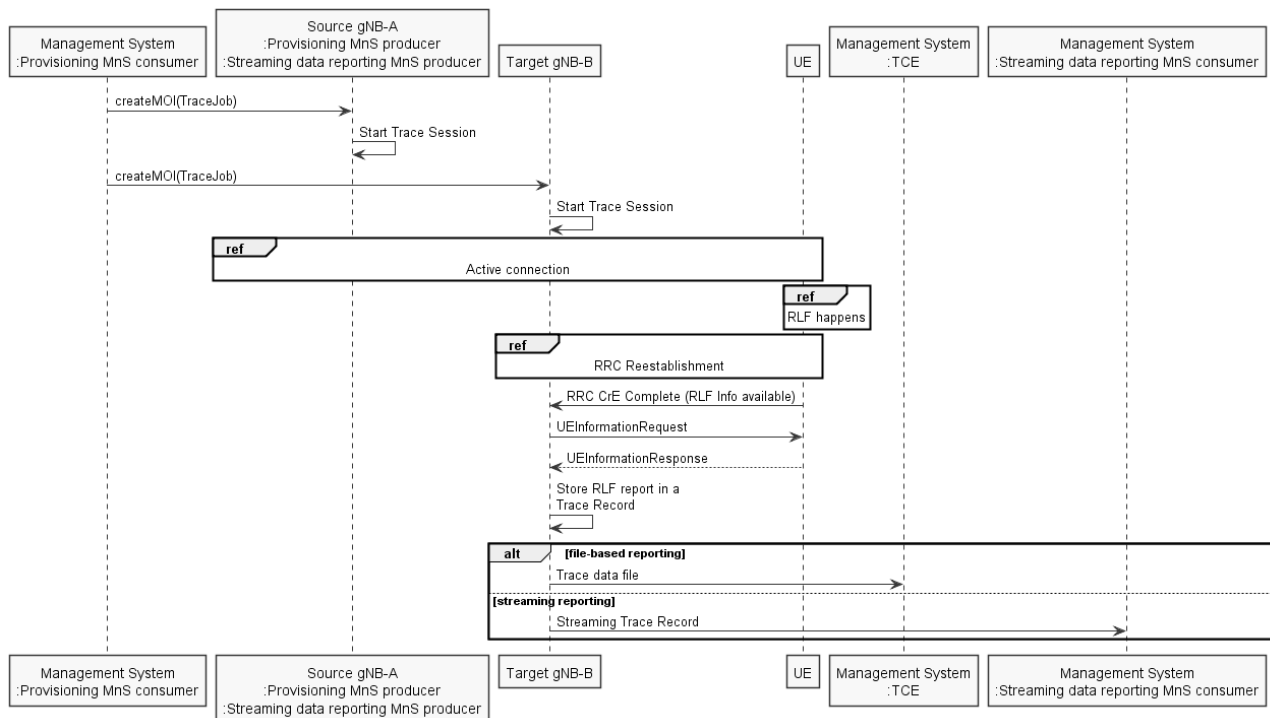 Management System
:Provisioning MnS consumer
Source gNB-A
:Provisioning MnS producer
:Streaming data reporting MnS producer
Target gNB-B
UE
Management System
:TCE
Management System
:Streaming data reporting MnS consumer
createMOI(TraceJob)
Start Trace Session
createMOI(TraceJob)
Start Trace Session
ref
Active connection
ref
RLF happens
ref
RRC Reestablishment
RRC CrE Complete (RLF Info available)
UEInformationRequest
UEInformationResponse
Store RLF report in a
Trace Record
alt
[file-based reporting]
Trace data file
[streaming reporting]
Streaming Trace Record
Management System
:Provisioning MnS consumer
Source gNB-A
:Provisioning MnS producer
:Streaming data reporting MnS producer
Target gNB-B
UE
Management System
:TCE
Management System
:Streaming data reporting MnS consumer